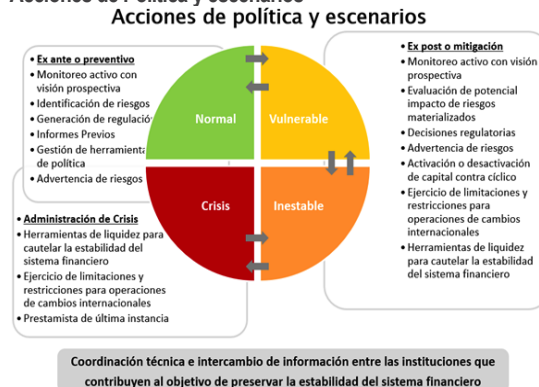 Acciones de Política y escenarios
Acciones de política y escenarios
• Ex ante o preventivo
• Monitoreo activo con
visión prospectiva
• Identificación de riesgos
• Generación de regulació
• Informes Previos
• Gestión de herramienta
de política
• Advertencia de riesgos
• Administración de Crisis
• Herramientas de liquidez para
cautelar la estabilidad del
sistema financiero
• Ejercicio de limitaciones y
restricciones para operaciones
de cambios internacionales
• Prestamista de última instancia
Normal
Vulnerable
Crisis
Inestable
• Ex post o mitigación
• Monitoreo activo con visión
prospectiva
• Evaluación de potencial
impacto de riesgos
materializados
• Decisiones regulatorias
• Advertencia de riesgos
• Activación o desactivación
de capital contra cíclico
• Ejercicio de limitaciones y
restricciones para
operaciones de cambios
internacionales
• Herramientas de liquidez
para cautelar la estabilidad
del sistema financiero
Coordinación técnica e intercambio de información entre las instituciones que
contribuyen al objetivo de preservar la estabilidad del sistema financiero